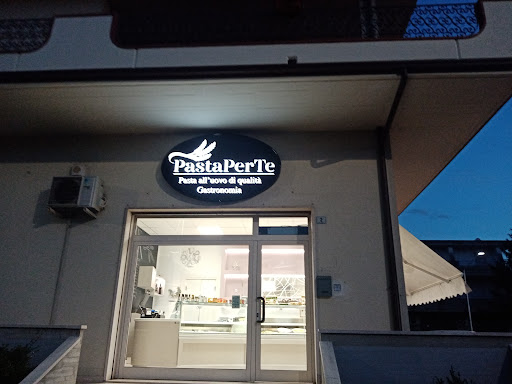 PastaPerTe
Pasta all'uovo di qualità
Gastronomia